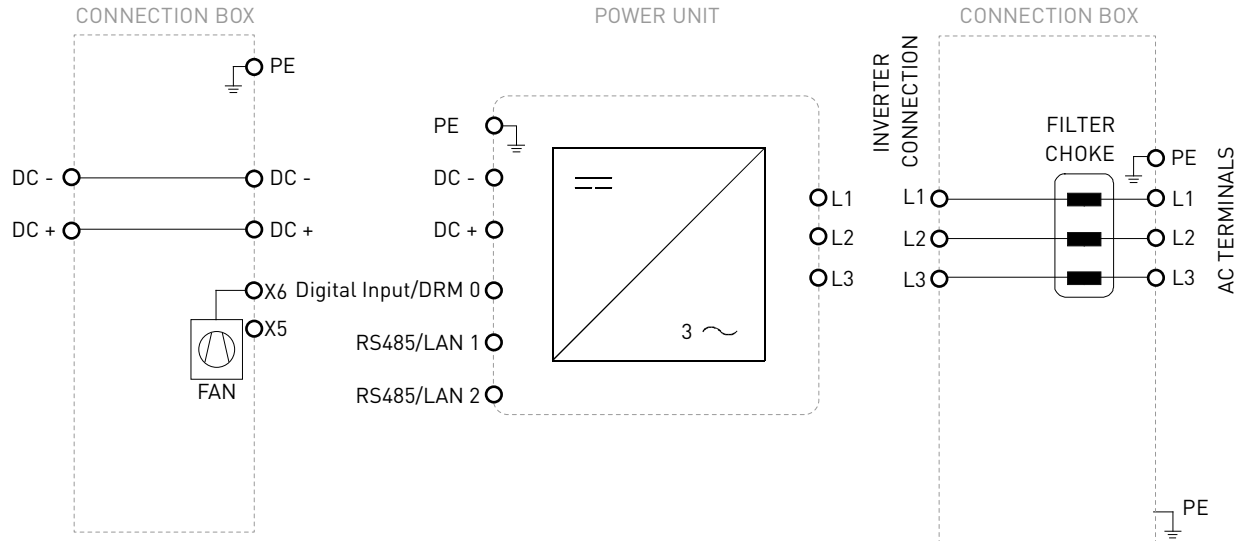 CONNECTION BOX
POWER UNIT
CONNECTION BOX
PE
DC -
DC -
DC +
DC +
X6
X5
FAN
PE
DC -
DC +
Digital Input/DRM 0
RS485/LAN 1
RS485/LAN 2
3
L1
L2
L3
INVERTER
CONNECTION
L1
L2
L3
FILTER
CHOKE
PE
L1
L2
L3
AC TERMINALS
PE